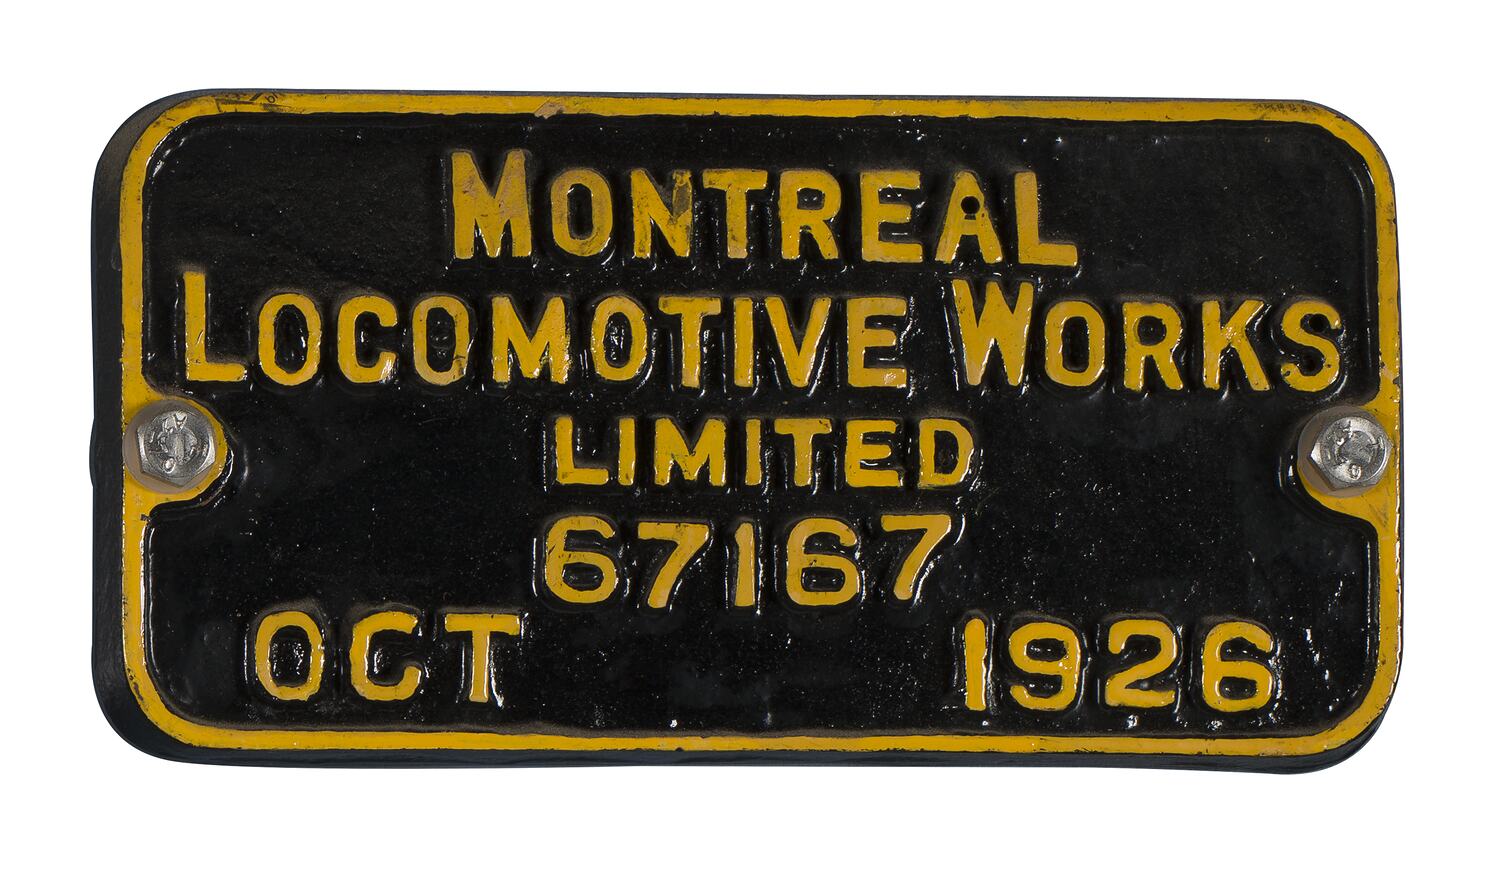 MONTREAL
LOCOMOTIVE WORKS
LIMITED
67167
OCT 1926